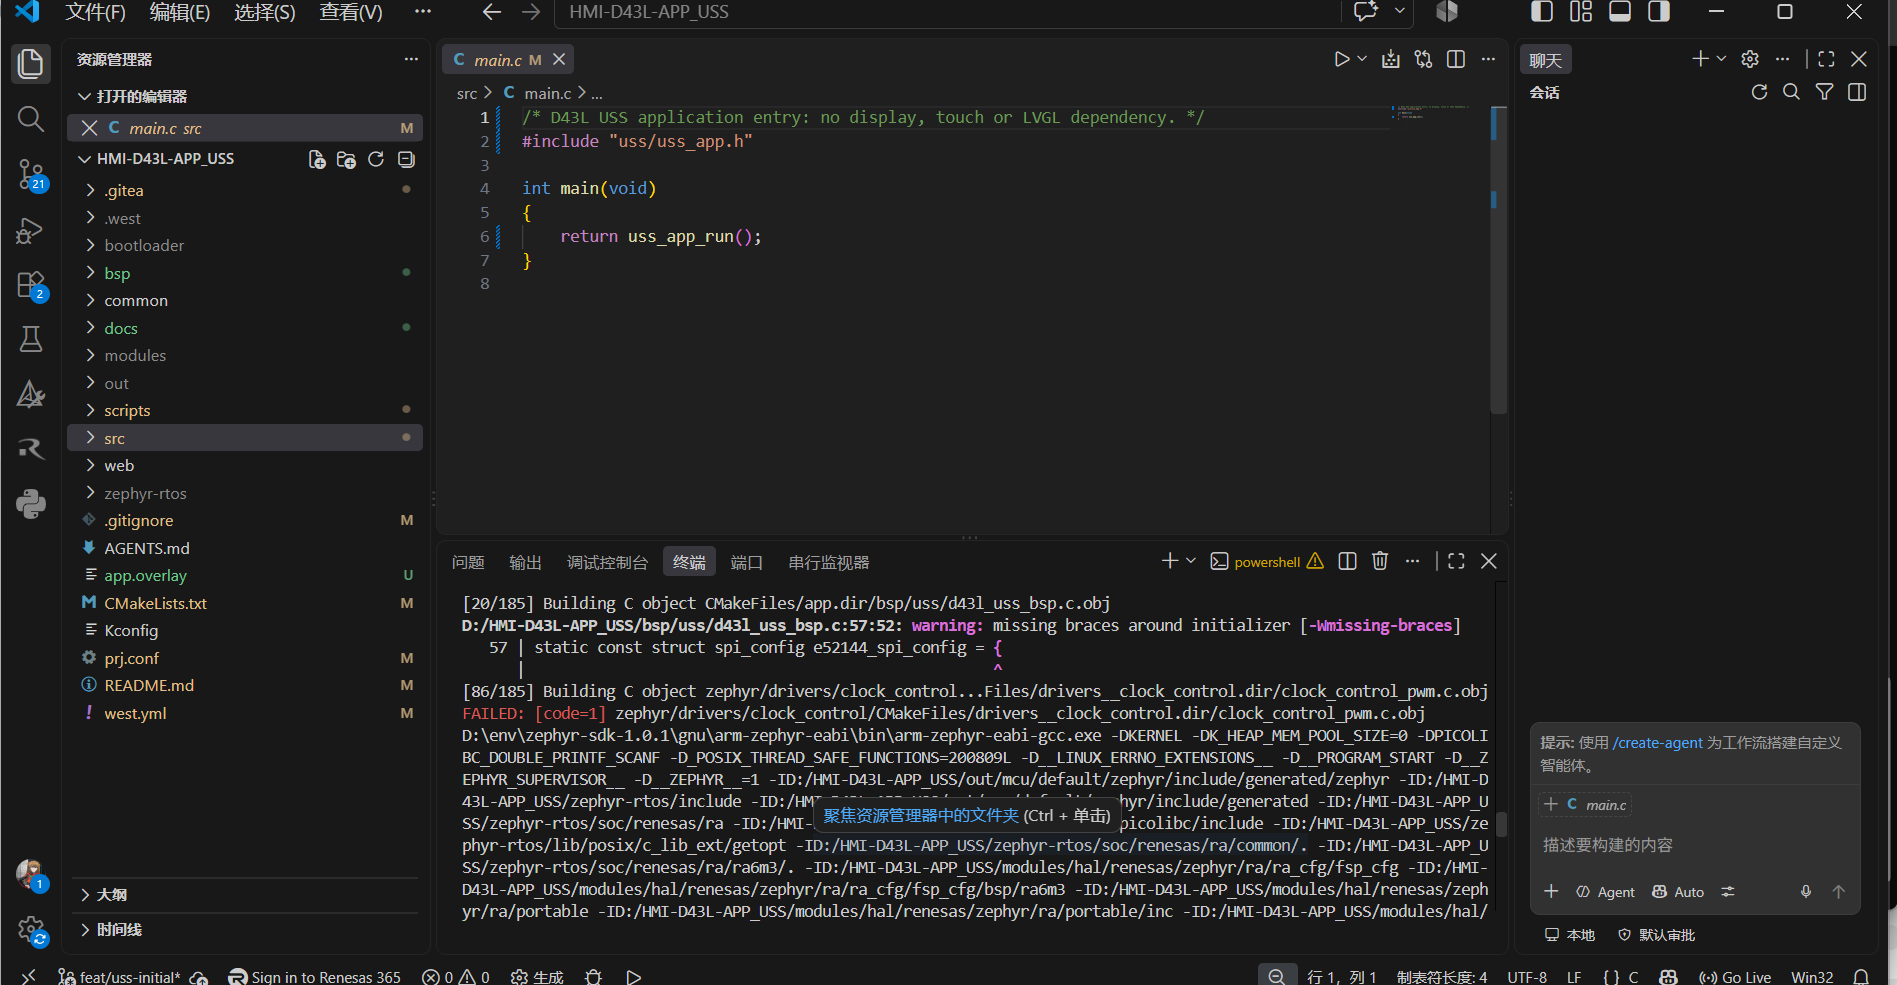 文件(F) 编辑(E) 选择(S) 查看(V) ··· HMI-D43L-APP_USS
资源管理器
打开的编辑器
main.c src M
HMI-D43L-APP_USS
.gitea
.west
bootloader
bsp
common
docs
modules
out
scripts
src
web
zephyr-rtos
.gitignore M
AGENTS.md
app.overlay U
CMakeLists.txt M
Kconfig
prj.conf M
README.md M
west.yml M
大纲
时间线
21
2
1
main.c M
src > C main.c > ...
1 /* D43L USS application entry: no display, touch or LVGL dependency. */
2 #include "uss/uss_app.h"
3
4 int main(void)
5 {
6 return uss_app_run();
7 }
8
问题 输出 调试控制台 终端 端口 串行监视器 powershell
[20/185] Building C object CMakeFiles/app.dir/bsp/uss/d43l_uss_bsp.c.obj
D:/HMI-D43L-APP_USS/bsp/uss/d43l_uss_bsp.c:57:52: warning: missing braces around initializer [-Wmissing-braces]
57 | static const struct spi_config e52144_spi_config = {
| ^
[86/185] Building C object zephyr/drivers/clock_control...Files/drivers__clock_control.dir/clock_control_pwm.c.obj
FAILED: [code=1] zephyr/drivers/clock_control/CMakeFiles/drivers__clock_control.dir/clock_control_pwm.c.obj
D:\env\zephyr-sdk-1.0.1\gnu\arm-zephyr-eabi\bin\arm-zephyr-eabi-gcc.exe -DKERNEL -DK_HEAP_MEM_POOL_SIZE=0 -DPICOLI
BC_DOUBLE_PRINTF_SCANF -D_POSIX_THREAD_SAFE_FUNCTIONS=200809L -D__LINUX_ERRNO_EXTENSIONS__ -D__PROGRAM_START -D__Z
EPHYR_SUPERVISOR__ -D__ZEPHYR__=1 -ID:/HMI-D43L-APP_USS/out/mcu/default/zephyr/include/generated/zephyr -ID:/HMI-D
43L-APP_USS/zephyr-rtos/include -ID:/HM yr/include/generated -ID:/HMI-D43L-APP_U
SS/zephyr-rtos/soc/renesas/ra -ID:/HMI- picolibc/include -ID:/HMI-D43L-APP_USS/ze
聚焦资源管理器中的文件夹 (Ctrl + 单击)
phyr-rtos/lib/posix/c_lib_ext/getopt -ID:/HMI-D43L-APP_USS/zephyr-rtos/soc/renesas/ra/common/. -ID:/HMI-D43L-APP_U
SS/zephyr-rtos/soc/renesas/ra/ra6m3/. -ID:/HMI-D43L-APP_USS/modules/hal/renesas/zephyr/ra/ra_cfg/fsp_cfg -ID:/HMI-
D43L-APP_USS/modules/hal/renesas/zephyr/ra/ra_cfg/fsp_cfg/bsp/ra6m3 -ID:/HMI-D43L-APP_USS/modules/hal/renesas/zeph
yr/ra/portable -ID:/HMI-D43L-APP_USS/modules/hal/renesas/zephyr/ra/portable/inc -ID:/HMI-D43L-APP_USS/modules/hal/
聊天
会话
提示: 使用 /create-agent 为工作流搭建自定义
智能体。
main.c
描述要构建的内容
Agent Auto
本地 默认审批
feat/uss-initial* Sign in to Renesas 365 0 0 生成 行 1，列 1 制表符长度: 4 UTF-8 LF {} C Go Live Win32